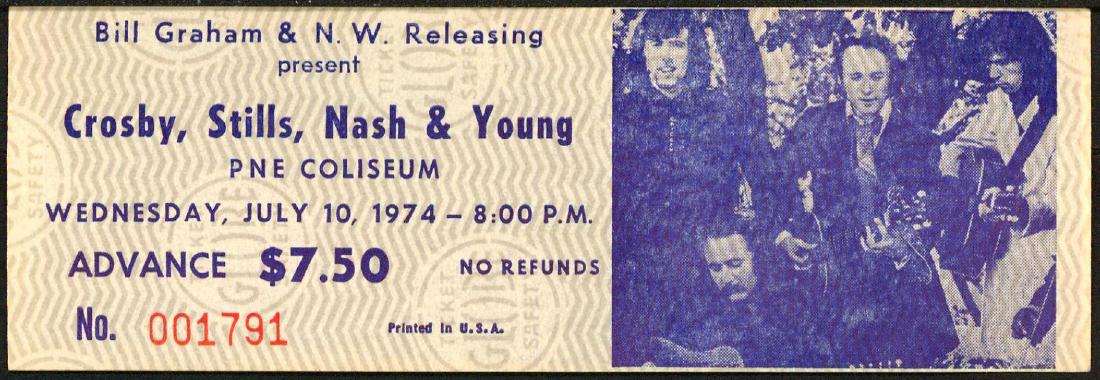 Bill Graham & N. W. Releasing
present
Crosby, Stills, Nash & Young
PNE COLISEUM
WEDNESDAY, JULY 10, 1974 – 8:00 P.M.
ADVANCE $7.50 NO REFUNDS
No. 001791 Printed in U.S.A.